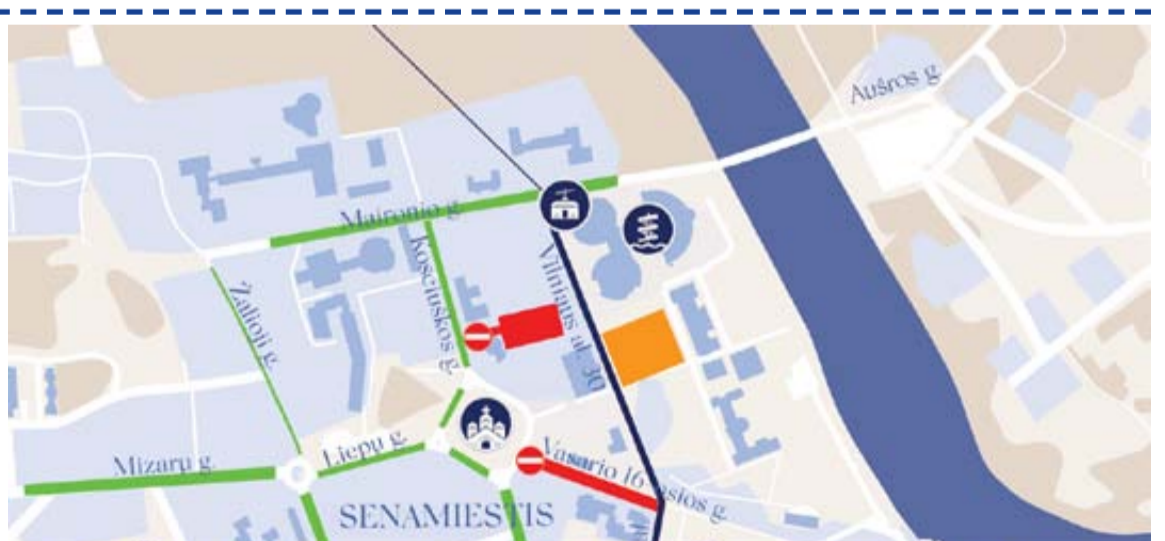 Aušros g.
Maironio g.
Kosciuškos g.
Vilniaus al. 30
Žalioji g.
Liepų g.
Mizarų g.
Vasario 16-osios g.
SENAMIESTIS